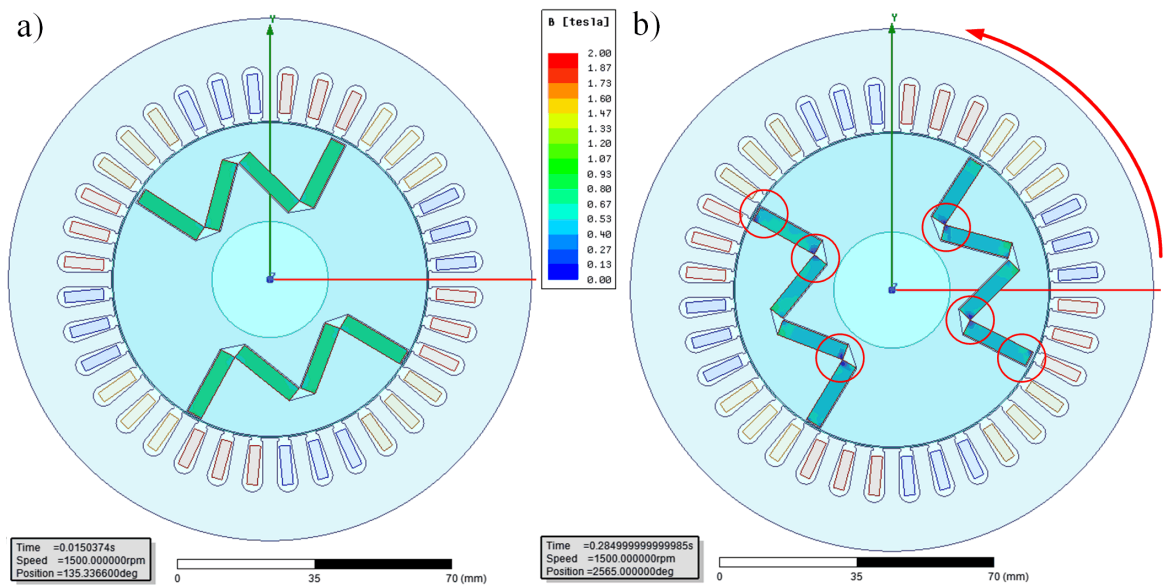 a)
Y
B [tesla]
2.00
1.87
1.73
1.60
1.47
1.33
1.20
1.07
0.93
0.80
0.67
0.53
0.40
0.27
0.13
0.00
b)
Y
Time =0.0150374s
Speed =1500.000000rpm
Position =135.336600deg
0 35 70 (mm)
Time =0.284999999999985s
Speed =1500.000000rpm
Position =2565.000000deg
0 35 70 (mm)